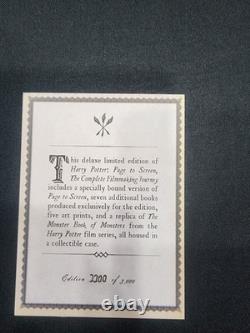 This deluxe limited edition of
Harry Potter: Page to Screen,
The Complete Filmmaking Journey
includes a specially bound version of
Page to Screen, seven additional books
produced exclusively for the edition,
five art prints, and a replica of The
Monster Book of Monsters from the
Harry Potter film series, all housed in
a collectible case.
Edition of 3,000